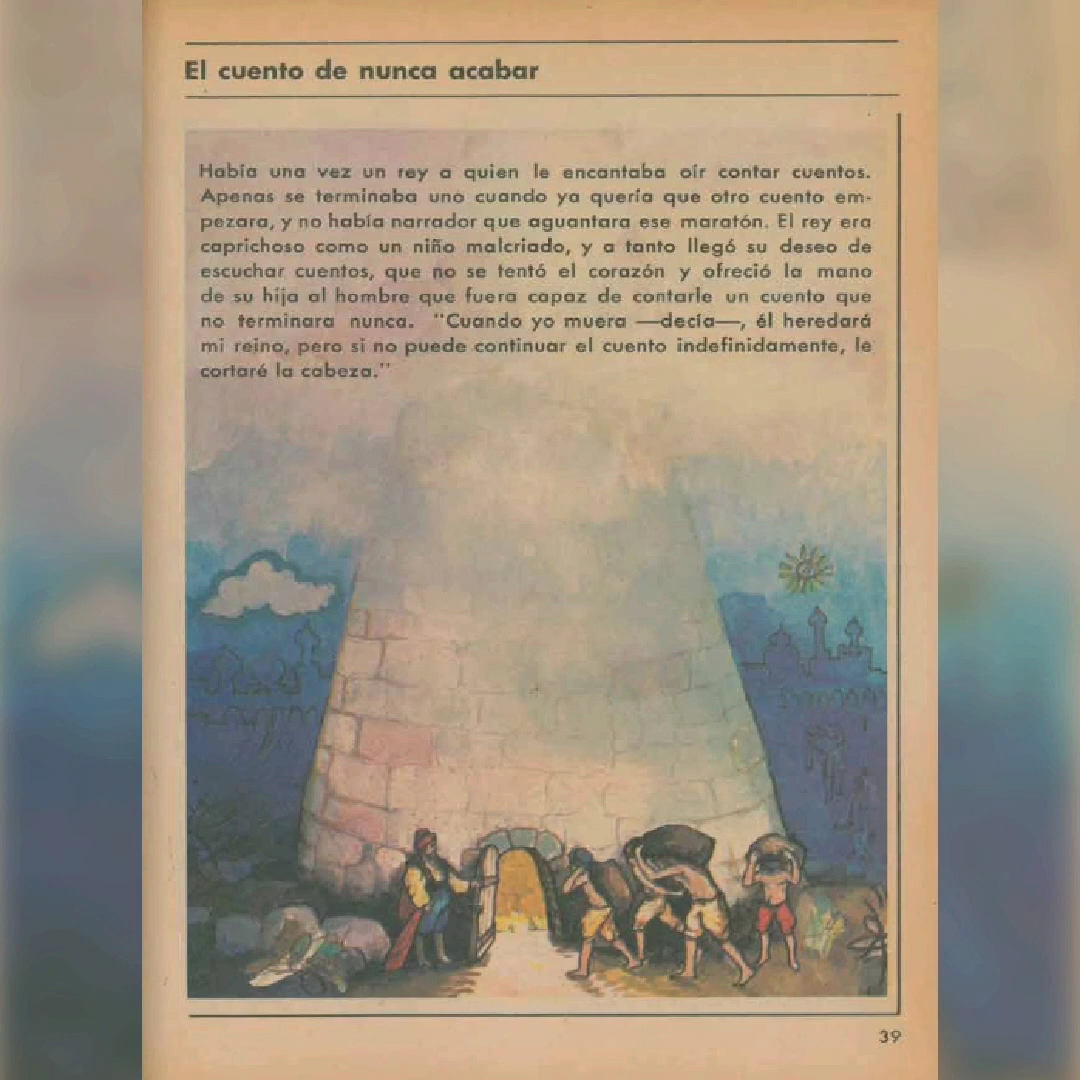 El cuento de nunca acabar
Había una vez un rey a quien le encantaba oír contar cuentos.
Apenas se terminaba uno cuando ya quería que otro cuento em-
pezara, y no había narrador que aguantara ese maratón. El rey era
caprichoso como un niño malcriado, y a tanto llegó su deseo de
escuchar cuentos, que no se tentó el corazón y ofreció la mano
de su hija al hombre que fuera capaz de contarle un cuento que
no terminara nunca. "Cuando yo muera —decía—, él heredará
mi reino, pero si no puede continuar el cuento indefinidamente, le
cortaré la cabeza."
39